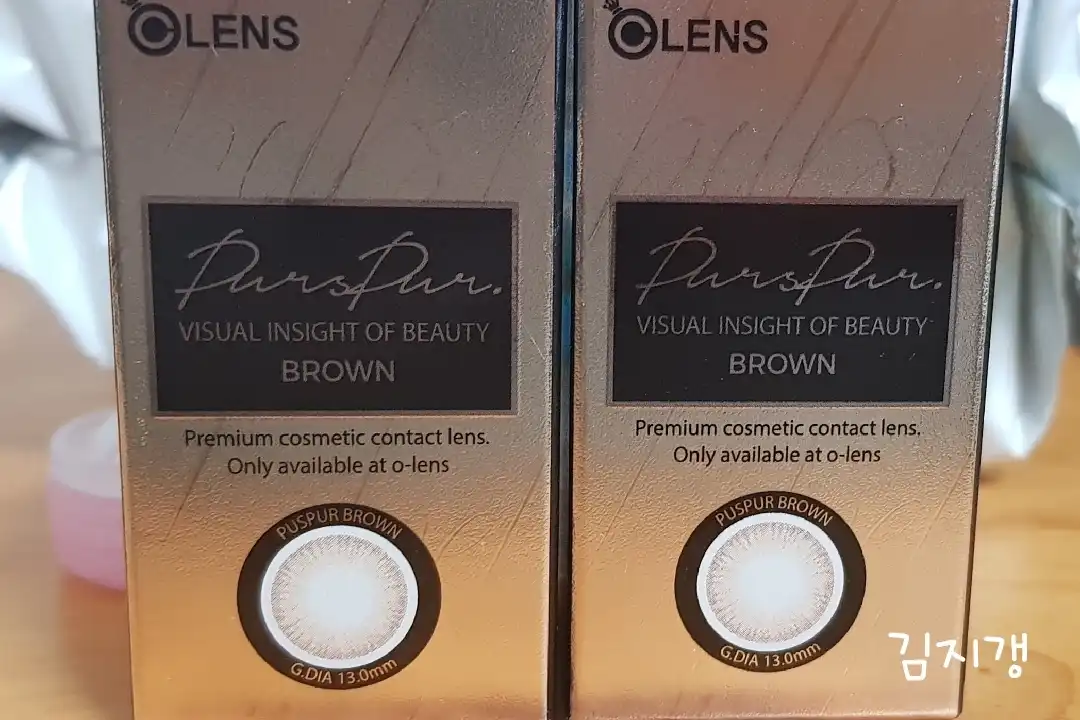 OLENS
PursPur.
VISUAL INSIGHT OF BEAUTY
BROWN
Premium cosmetic contact lens.
Only available at o-lens
PUSPUR BROWN
G.DIA 13.0mm
OLENS
PursPur.
VISUAL INSIGHT OF BEAUTY
BROWN
Premium cosmetic contact lens.
Only available at o-lens
PUSPUR BROWN
G.DIA 13.0mm
김지갱